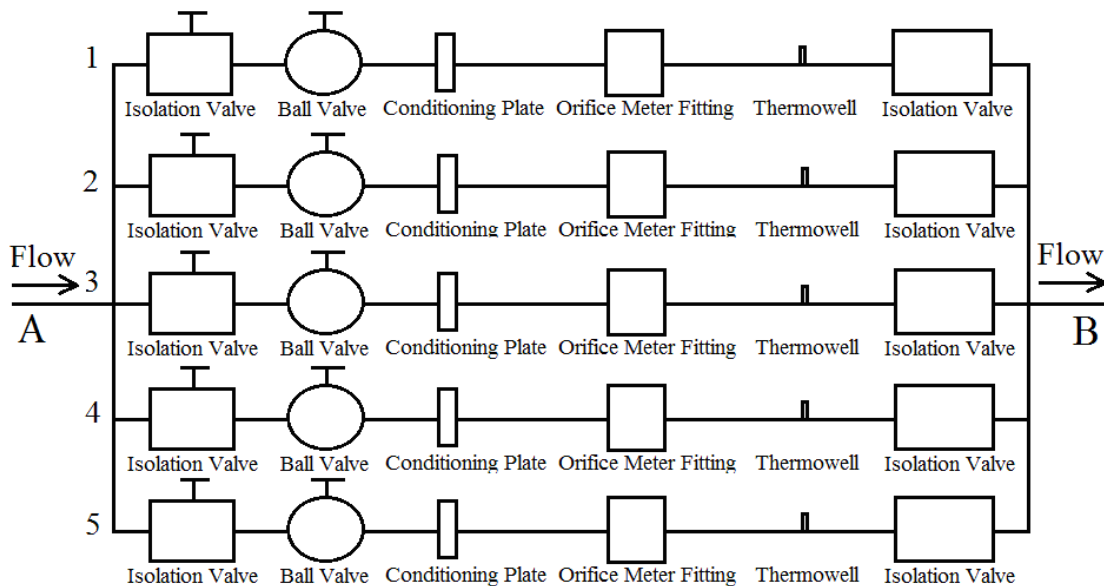 1
Isolation Valve Ball Valve Conditioning Plate Orifice Meter Fitting Thermowell Isolation Valve
2
Isolation Valve Ball Valve Conditioning Plate Orifice Meter Fitting Thermowell Isolation Valve
Flow
3
Flow
A
B
Isolation Valve Ball Valve Conditioning Plate Orifice Meter Fitting Thermowell Isolation Valve
4
Isolation Valve Ball Valve Conditioning Plate Orifice Meter Fitting Thermowell Isolation Valve
5
Isolation Valve Ball Valve Conditioning Plate Orifice Meter Fitting Thermowell Isolation Valve